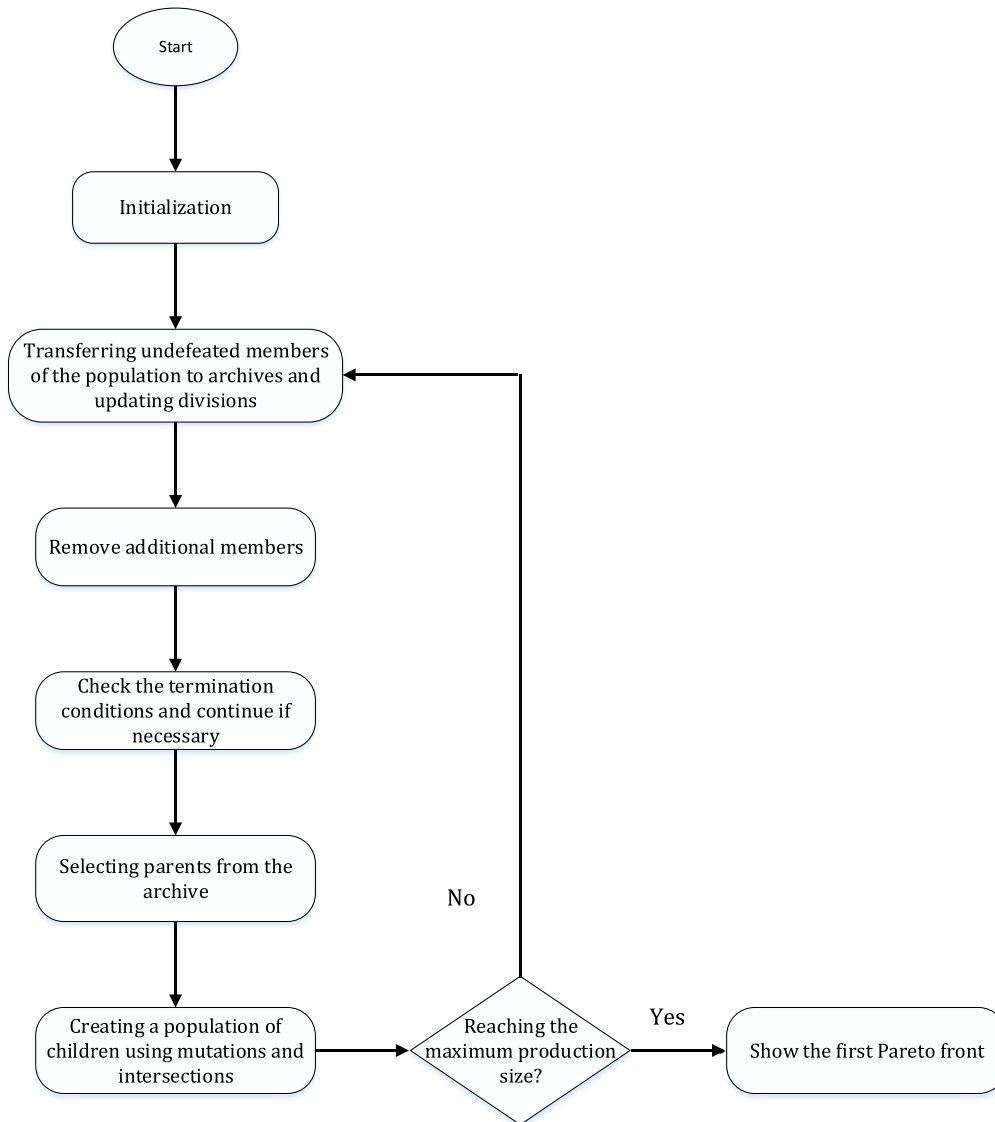 Start
Initialization
Transferring undefeated members
of the population to archives and
updating divisions
Remove additional members
Check the termination
conditions and continue if
necessary
Selecting parents from the
archive
Creating a population of
children using mutations and
intersections
No
Reaching the
maximum production
size?
Yes
Show the first Pareto front